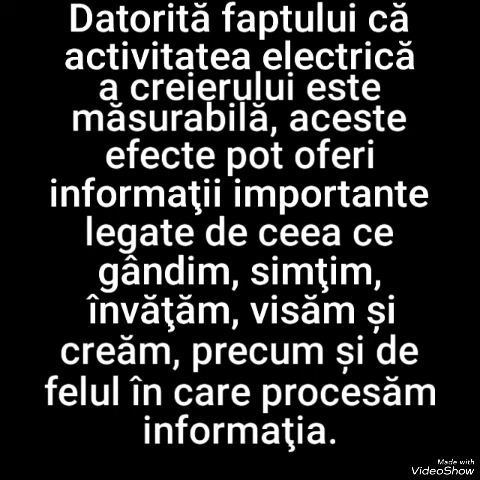 Datorită faptului că
activitatea electrică
a creierului este
măsurabilă, aceste
efecte pot oferi
informaţii importante
legate de ceea ce
gândim, simţim,
învăţăm, visăm și
creăm, precum și de
felul în care procesăm
informaţia.
Made with
VideoShow